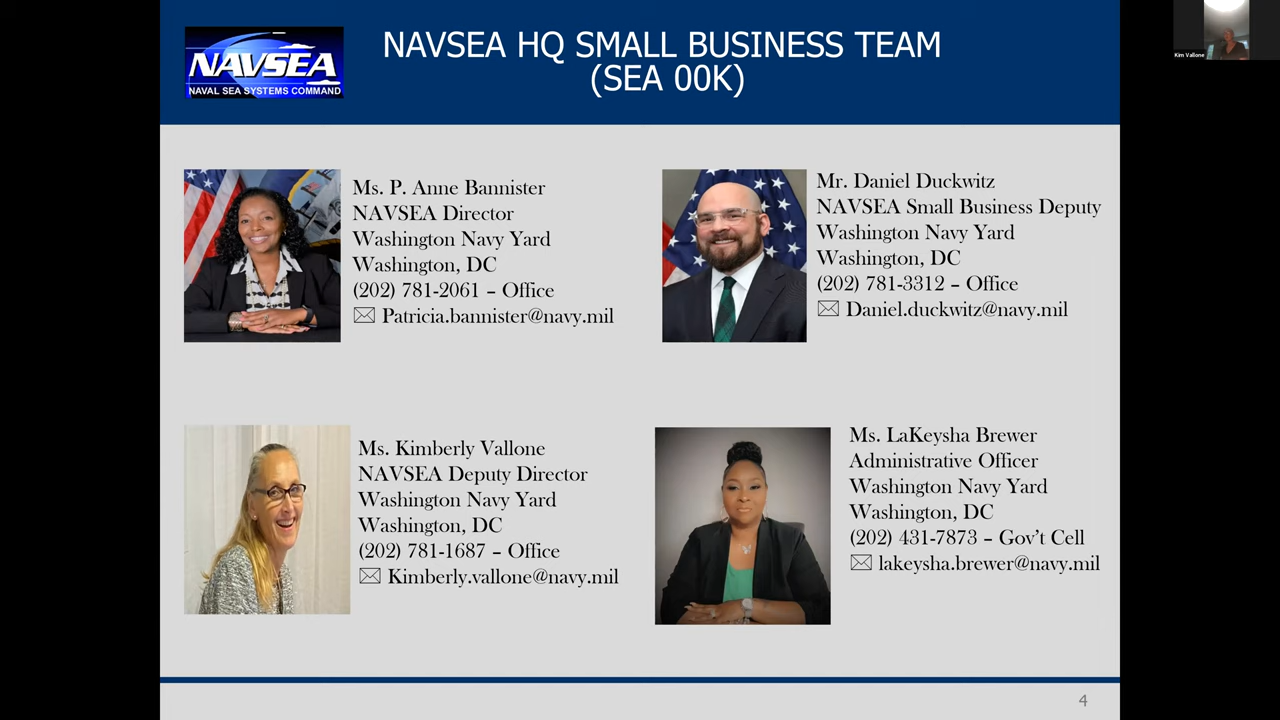 NAVSEA
NAVAL SEA SYSTEMS COMMAND
NAVSEA HQ SMALL BUSINESS TEAM
(SEA 00K)
Kim Vallone
Ms. P. Anne Bannister
NAVSEA Director
Washington Navy Yard
Washington, DC
(202) 781-2061 – Office
Patricia.bannister@navy.mil
Mr. Daniel Duckwitz
NAVSEA Small Business Deputy
Washington Navy Yard
Washington, DC
(202) 781-3312 – Office
Daniel.duckwitz@navy.mil
Ms. Kimberly Vallone
NAVSEA Deputy Director
Washington Navy Yard
Washington, DC
(202) 781-1687 – Office
Kimberly.vallone@navy.mil
Ms. LaKeysha Brewer
Administrative Officer
Washington Navy Yard
Washington, DC
(202) 431-7873 – Gov't Cell
lakeysha.brewer@navy.mil
4